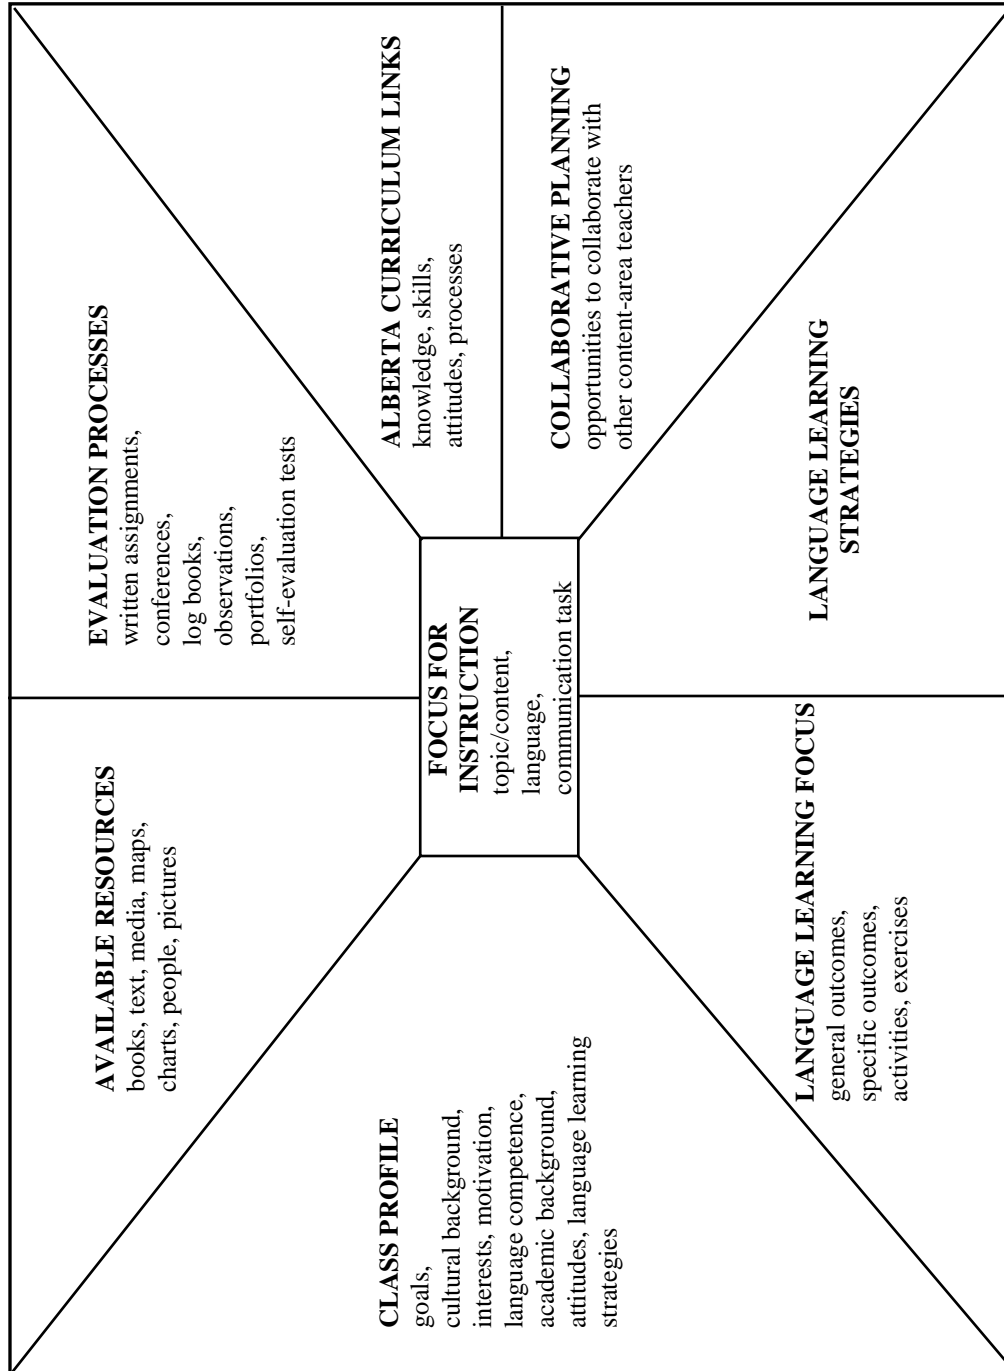 AVAILABLE RESOURCES
books, text, media, maps,
charts, people, pictures
EVALUATION PROCESSES
written assignments,
conferences,
log books,
observations,
portfolios,
self-evaluation tests
CLASS PROFILE
goals,
cultural background,
interests, motivation,
language competence,
academic background,
attitudes, language learning
strategies
FOCUS FOR
INSTRUCTION
topic/content,
language,
communication task
ALBERTA CURRICULUM LINKS
knowledge, skills,
attitudes, processes
COLLABORATIVE PLANNING
opportunities to collaborate with
other content-area teachers
LANGUAGE LEARNING FOCUS
general outcomes,
specific outcomes,
activities, exercises
LANGUAGE LEARNING
STRATEGIES